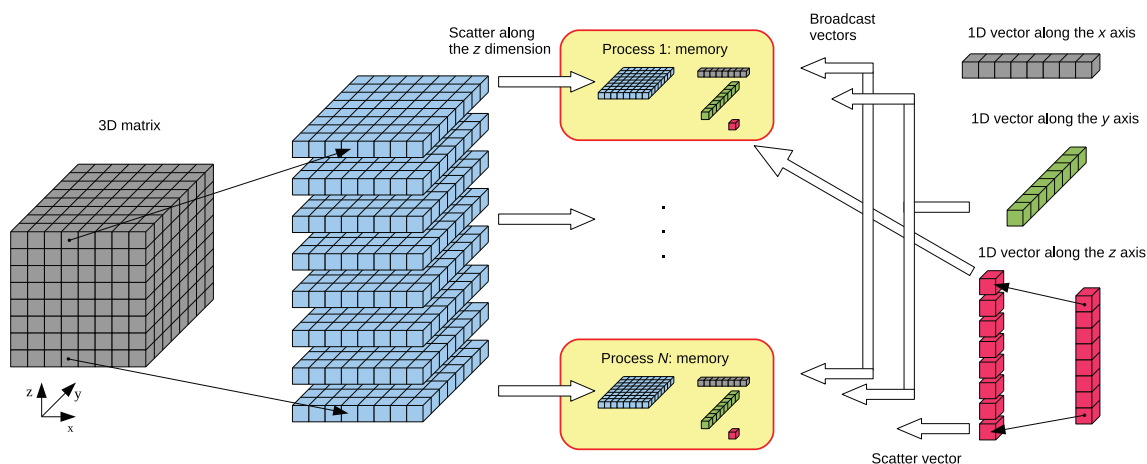 Scatter along
the z dimension
Process 1: memory
Broadcast
vectors
1D vector along the x axis
3D matrix
1D vector along the y axis
. . .
1D vector along the z axis
Process N: memory
z
y
x
Scatter vector